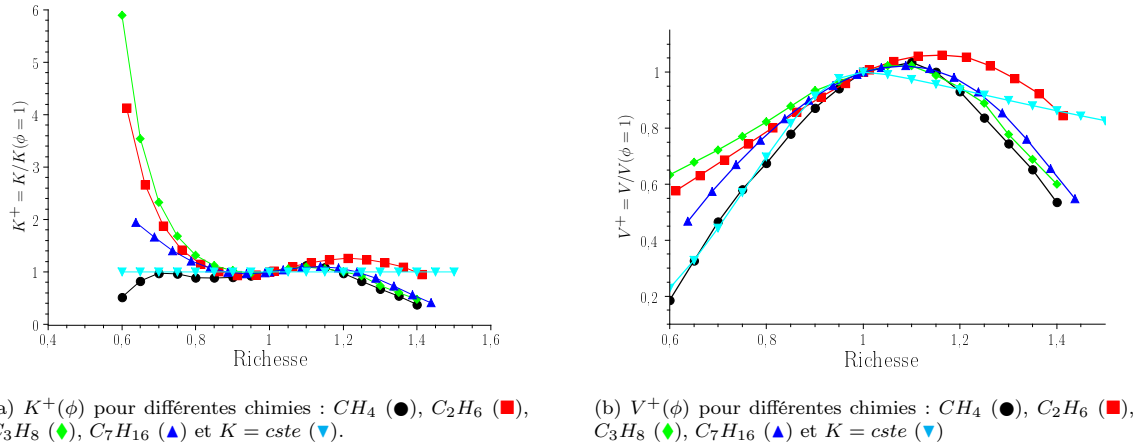 6
5
4
3
2
1
0
K⁺ = K/K(ϕ = 1)
0,4 0,6 0,8 1 1,2 1,4 1,6
Richesse
1
0,8
0,6
0,4
0,2
V⁺ = V/V(ϕ = 1)
0,6 0,8 1 1,2 1,4
Richesse
) K⁺(ϕ) pour différentes chimies : CH4 (●), C2H6 (■),
C3H8 (♦), C7H16 (▲) et K = cste (▼).
(b) V⁺(ϕ) pour différentes chimies : CH4 (●), C2H6 (■),
C3H8 (♦), C7H16 (▲) et K = cste (▼)